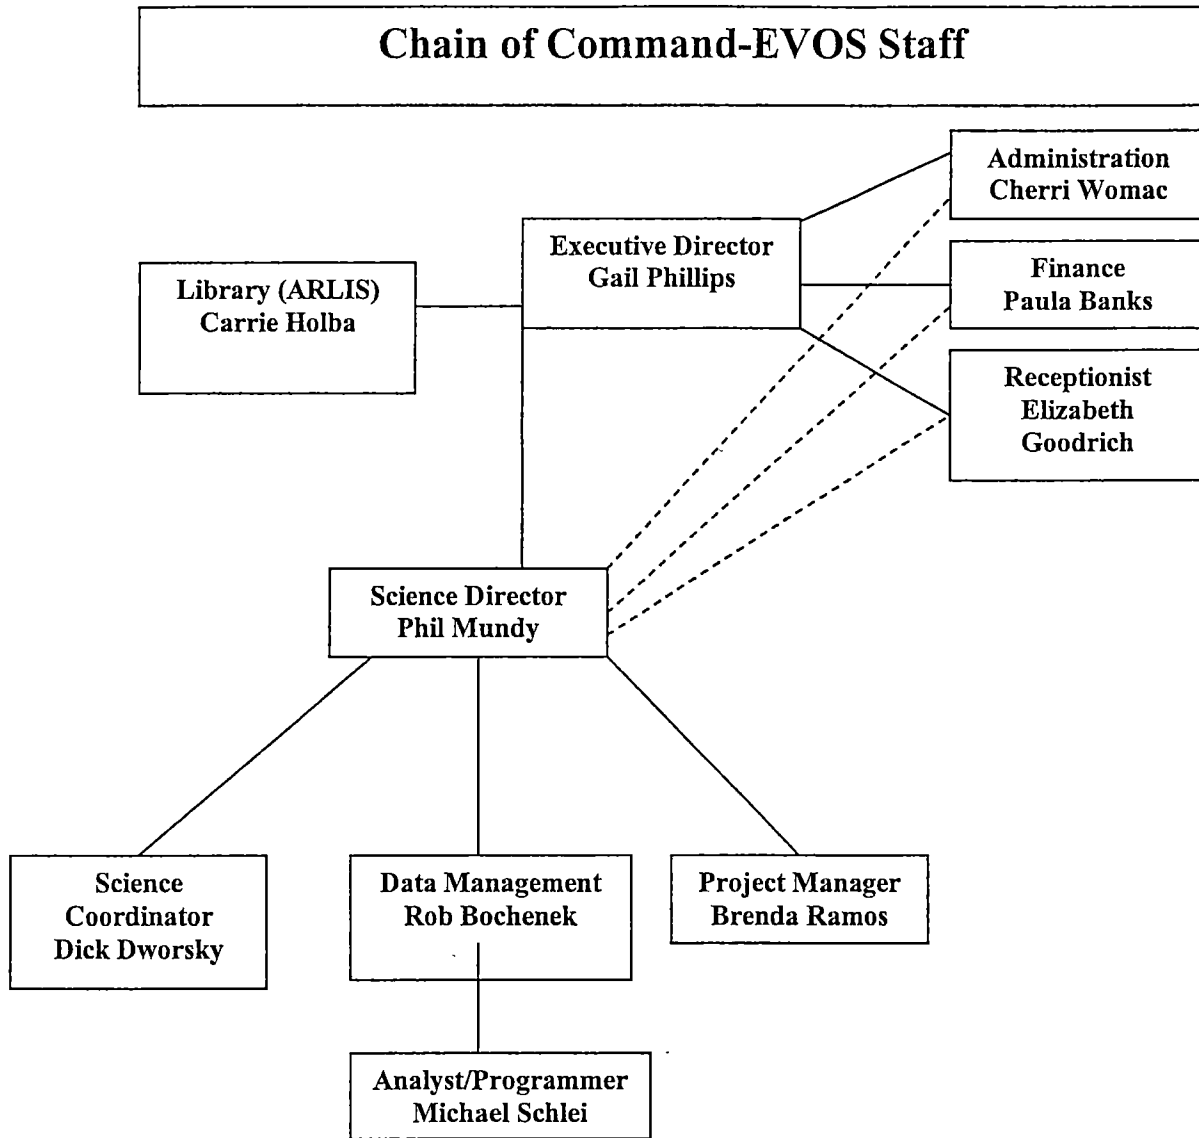 Chain of Command-EVOS Staff
Administration
Cherri Womac
Executive Director
Gail Phillips
Finance
Paula Banks
Library (ARLIS)
Carrie Holba
Receptionist
Elizabeth
Goodrich
Science Director
Phil Mundy
Science
Coordinator
Dick Dworsky
Data Management
Rob Bochenek
Project Manager
Brenda Ramos
Analyst/Programmer
Michael Schlei